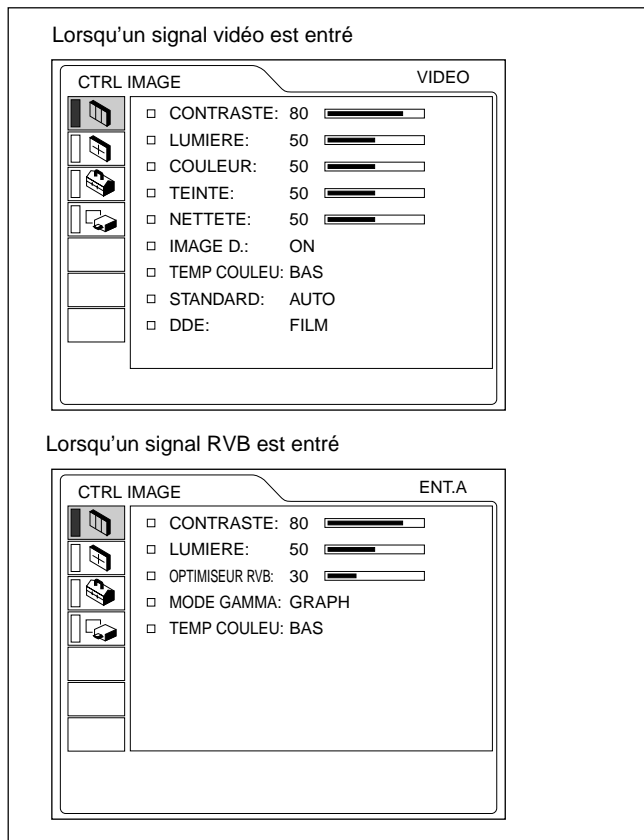 Lorsqu'un signal vidéo est entré
CTRL IMAGE VIDEO
CONTRASTE: 80
LUMIERE: 50
COULEUR: 50
TEINTE: 50
NETTETE: 50
IMAGE D.: ON
TEMP COULEU: BAS
STANDARD: AUTO
DDE: FILM
Lorsqu'un signal RVB est entré
CTRL IMAGE ENT.A
CONTRASTE: 80
LUMIERE: 50
OPTIMISEUR RVB: 30
MODE GAMMA: GRAPH
TEMP COULEU: BAS